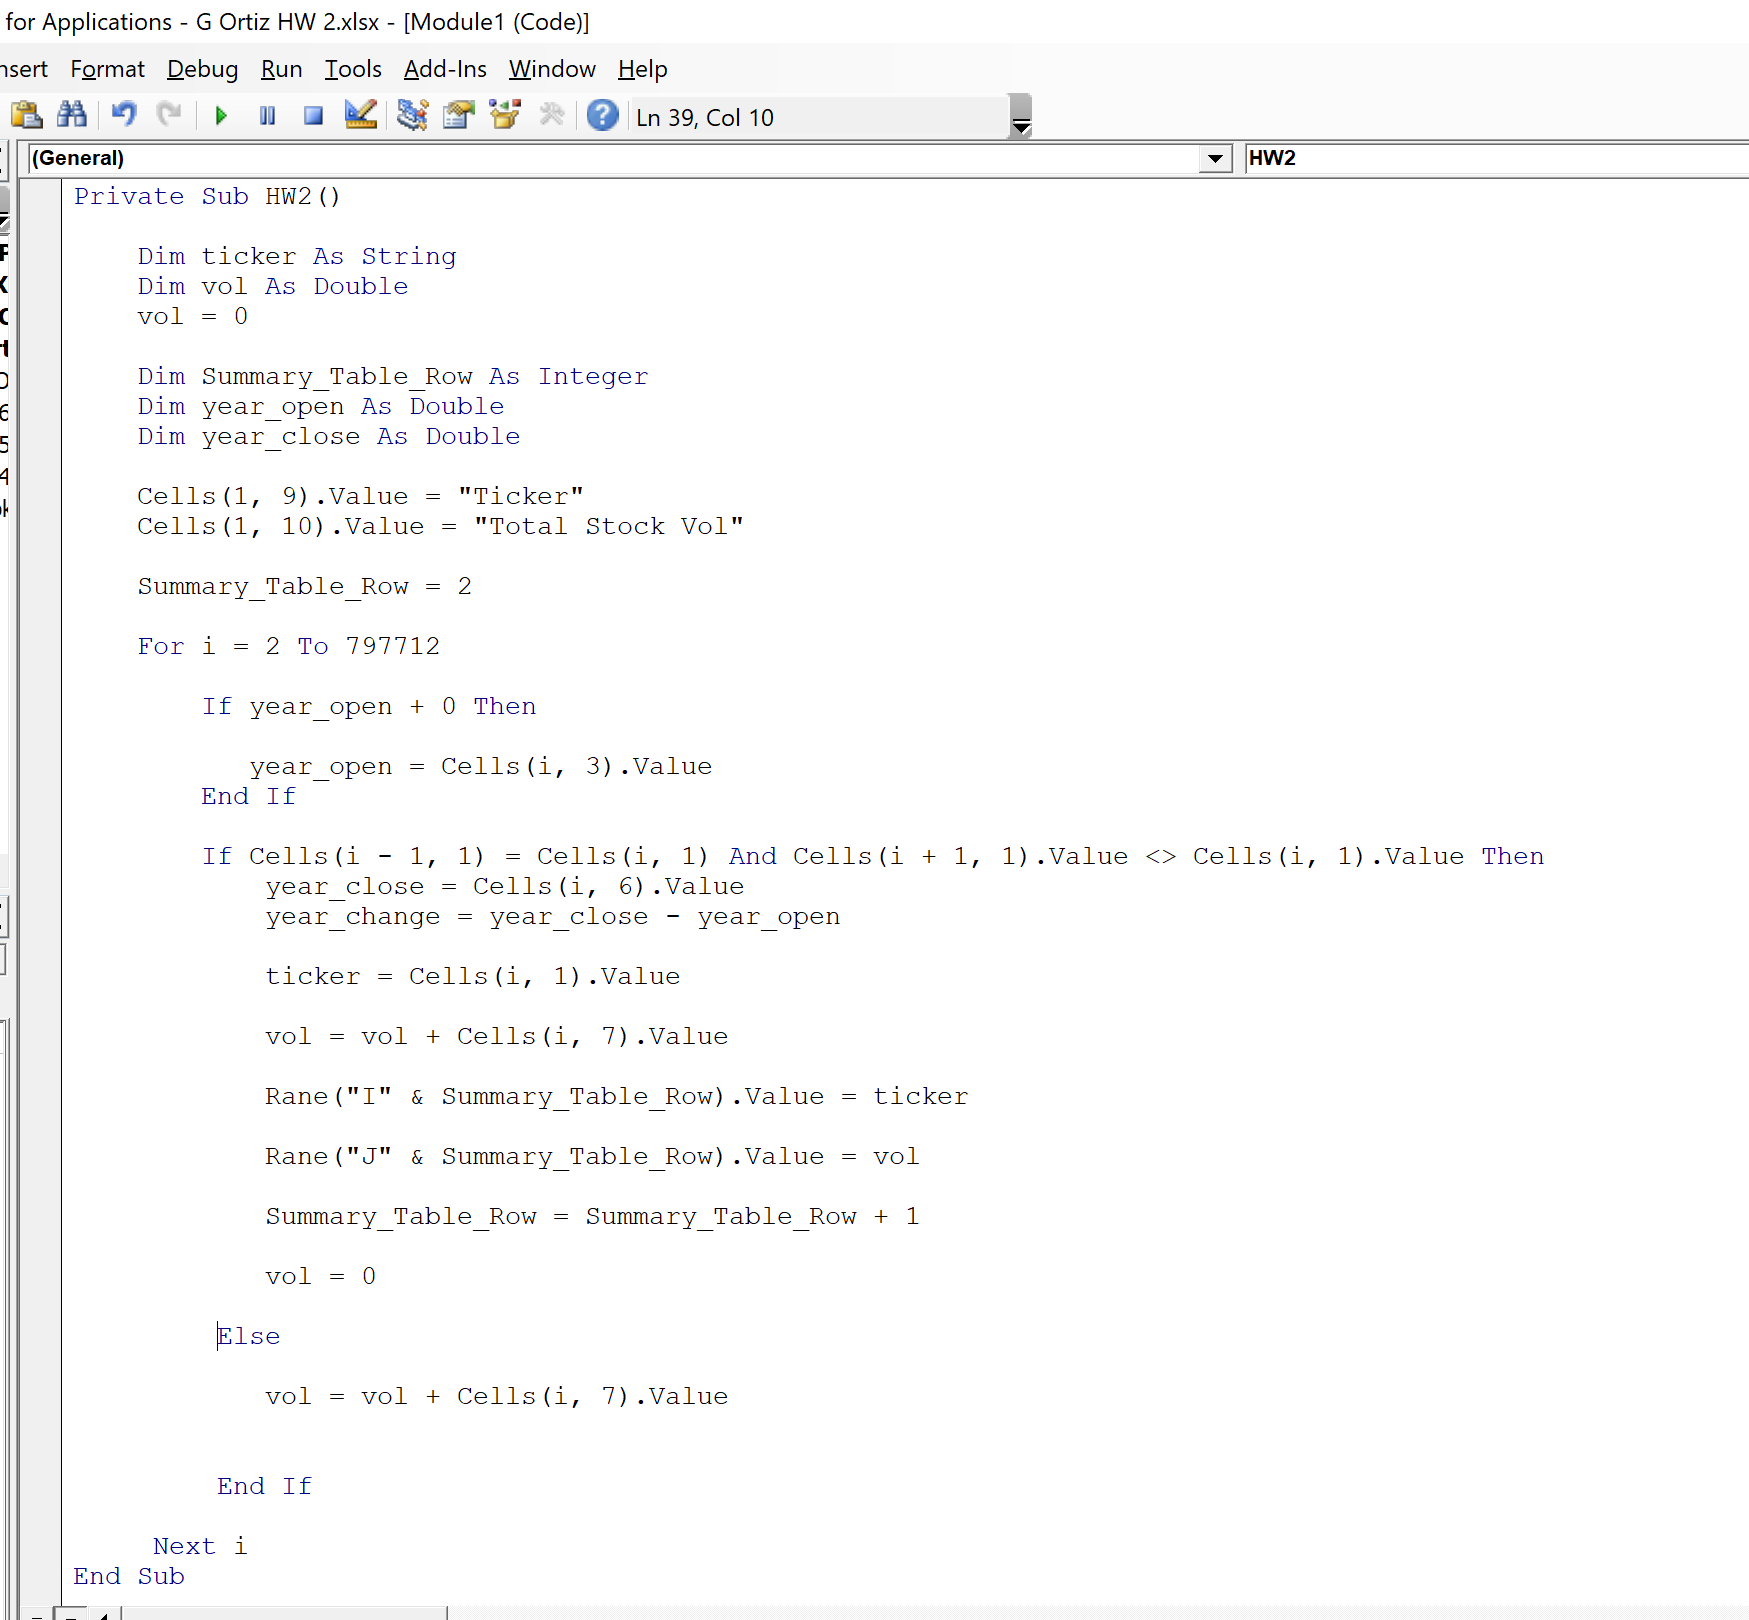 for Applications - G Ortiz HW 2.xlsx - [Module1 (Code)]
nsert Format Debug Run Tools Add-Ins Window Help
Ln 39, Col 10
(General) HW2
Private Sub HW2()
Dim ticker As String
Dim vol As Double
vol = 0
Dim Summary_Table_Row As Integer
Dim year_open As Double
Dim year_close As Double
Cells(1, 9).Value = "Ticker"
Cells(1, 10).Value = "Total Stock Vol"
Summary_Table_Row = 2
For i = 2 To 797712
If year_open + 0 Then
year_open = Cells(i, 3).Value
End If
If Cells(i - 1, 1) = Cells(i, 1) And Cells(i + 1, 1).Value <> Cells(i, 1).Value Then
year_close = Cells(i, 6).Value
year_change = year_close - year_open
ticker = Cells(i, 1).Value
vol = vol + Cells(i, 7).Value
Rane("I" & Summary_Table_Row).Value = ticker
Rane("J" & Summary_Table_Row).Value = vol
Summary_Table_Row = Summary_Table_Row + 1
vol = 0
Else
vol = vol + Cells(i, 7).Value
End If
Next i
End Sub